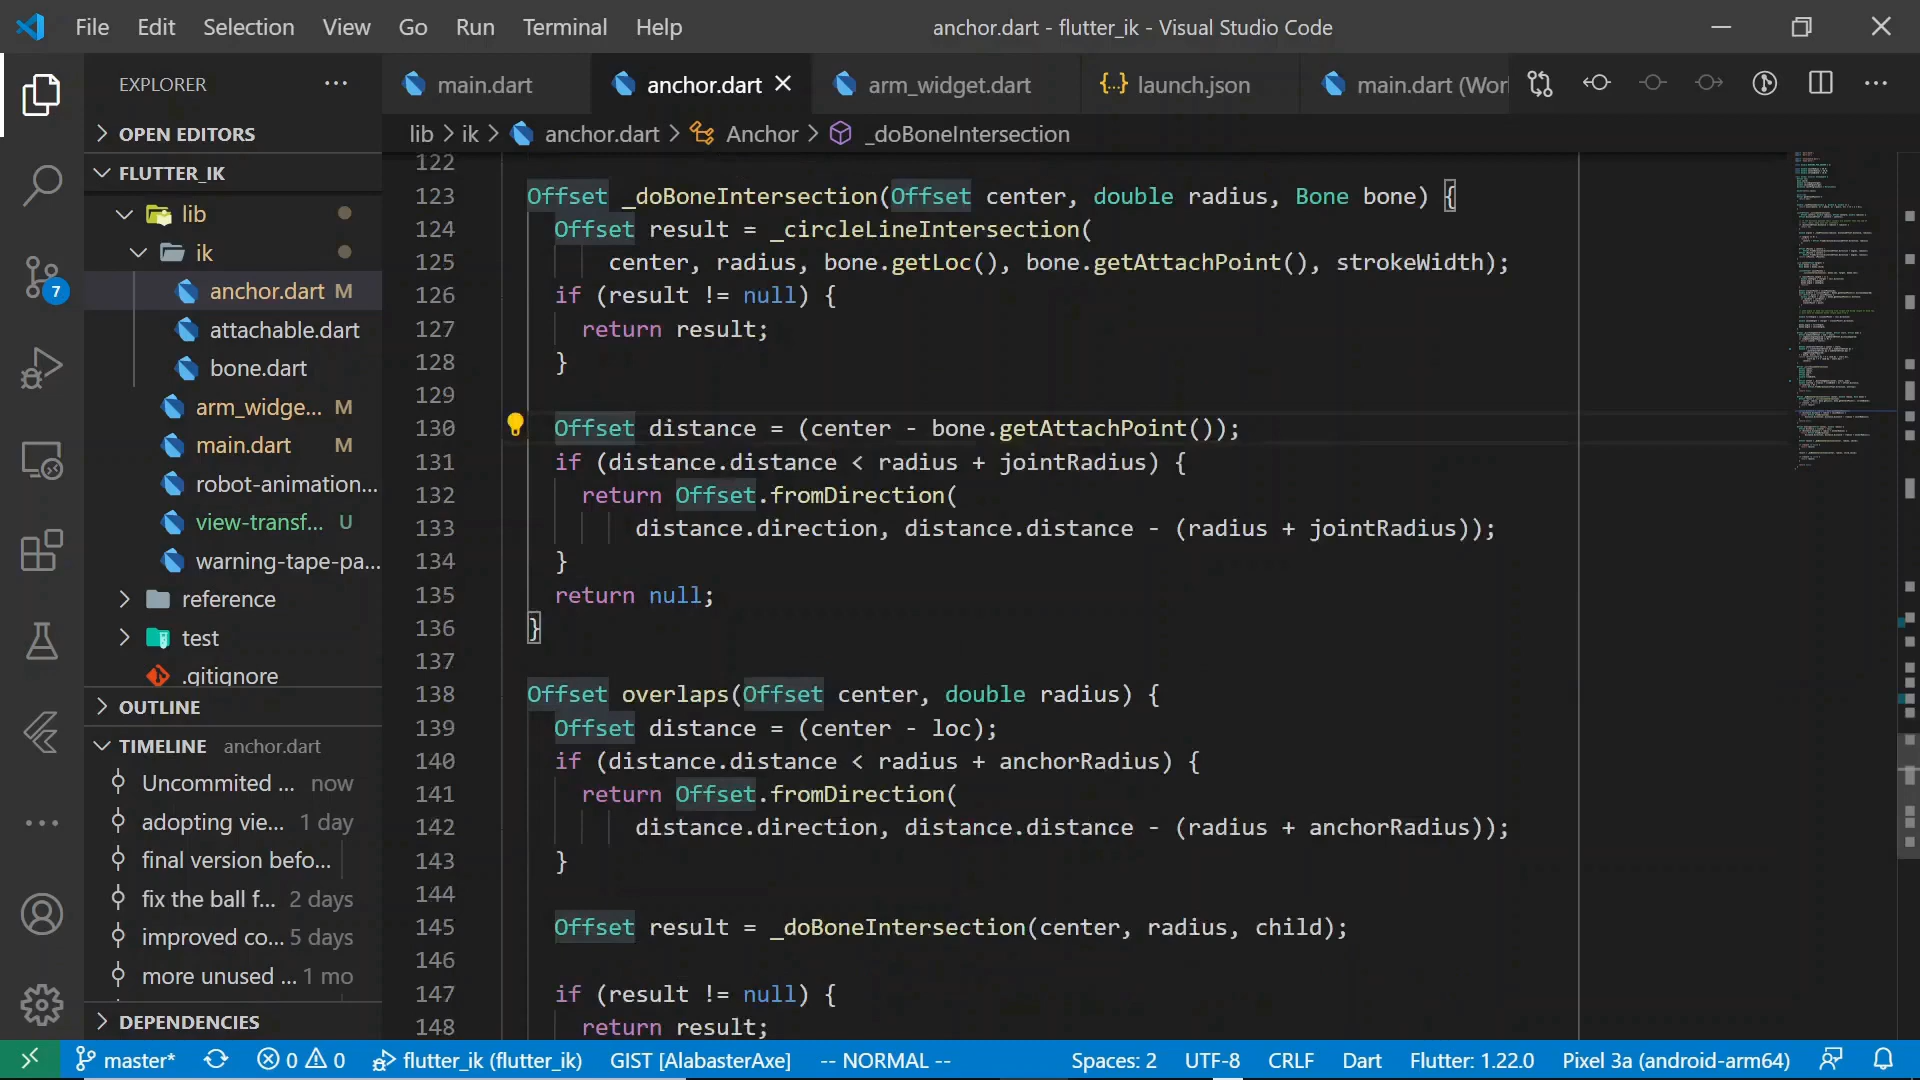 File Edit Selection View Go Run Terminal Help
anchor.dart - flutter_ik - Visual Studio Code
EXPLORER
main.dart
anchor.dart
arm_widget.dart
launch.json
main.dart (Wor
OPEN EDITORS
lib > ik > anchor.dart > Anchor > _doBoneIntersection
FLUTTER_IK
lib
ik
anchor.dart M
attachable.dart
bone.dart
arm_widge... M
main.dart M
robot-animation...
view-transf... U
warning-tape-pa...
reference
test
.gitignore
OUTLINE
TIMELINE anchor.dart
Uncommited ... now
adopting vie... 1 day
final version befo...
fix the ball f... 2 days
improved co... 5 days
more unused ... 1 mo
DEPENDENCIES
7
122
123 Offset _doBoneIntersection(Offset center, double radius, Bone bone) {
124 Offset result = _circleLineIntersection(
125 center, radius, bone.getLoc(), bone.getAttachPoint(), strokeWidth);
126 if (result != null) {
127 return result;
128 }
129
130 Offset distance = (center - bone.getAttachPoint());
131 if (distance.distance < radius + jointRadius) {
132 return Offset.fromDirection(
133 distance.direction, distance.distance - (radius + jointRadius));
134 }
135 return null;
136 }
137
138 Offset overlaps(Offset center, double radius) {
139 Offset distance = (center - loc);
140 if (distance.distance < radius + anchorRadius) {
141 return Offset.fromDirection(
142 distance.direction, distance.distance - (radius + anchorRadius));
143 }
144
145 Offset result = _doBoneIntersection(center, radius, child);
146
147 if (result != null) {
148 return result;
master* 0 0 flutter_ik (flutter_ik) GIST [AlabasterAxe] -- NORMAL -- Spaces: 2 UTF-8 CRLF Dart Flutter: 1.22.0 Pixel 3a (android-arm64)